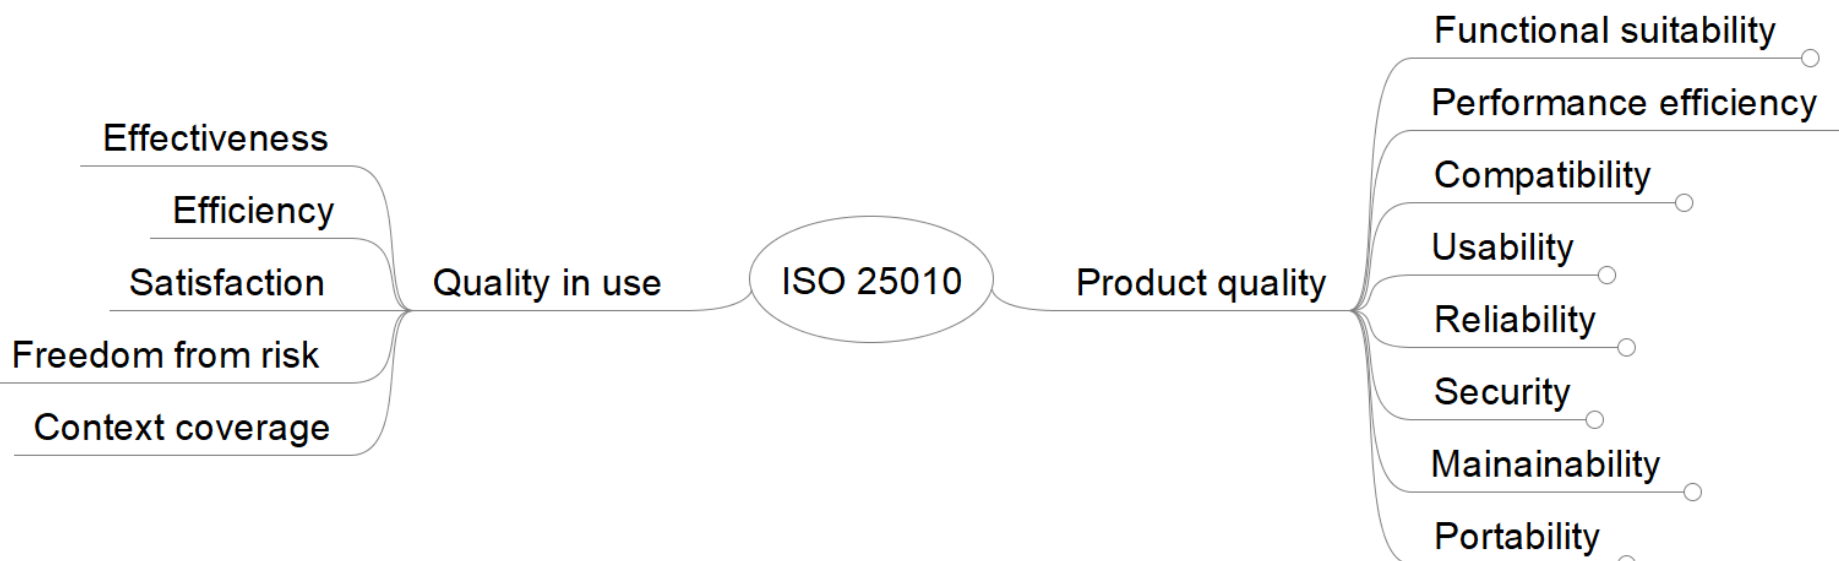 Effectiveness
Efficiency
Satisfaction
Freedom from risk
Context coverage
Quality in use
ISO 25010
Product quality
Functional suitability
Performance efficiency
Compatibility
Usability
Reliability
Security
Mainainability
Portability